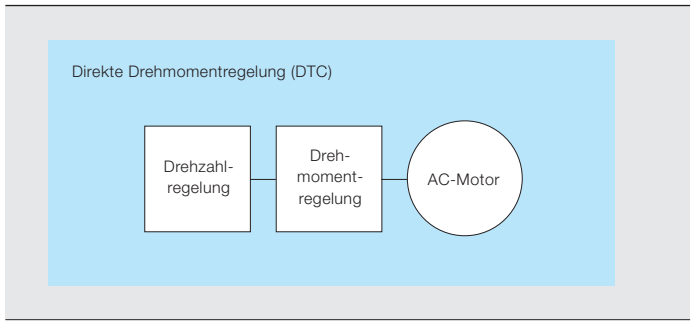 Direkte Drehmomentregelung (DTC)
Drehzahl-
regelung
Dreh-
moment-
regelung
AC-Motor